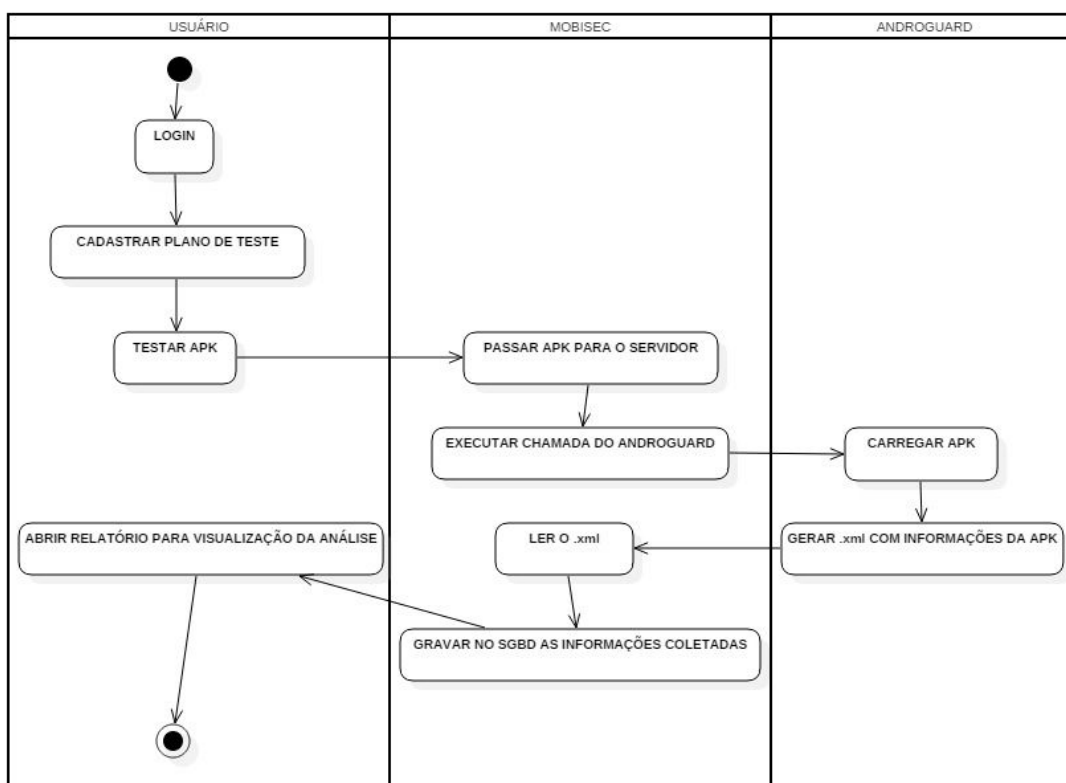 USUÁRIO
MOBISEC
ANDROGUARD
LOGIN
CADASTRAR PLANO DE TESTE
TESTAR APK
PASSAR APK PARA O SERVIDOR
EXECUTAR CHAMADA DO ANDROGUARD
CARREGAR APK
ABRIR RELATÓRIO PARA VISUALIZAÇÃO DA ANÁLISE
LER O .xml
GERAR .xml COM INFORMAÇÕES DA APK
GRAVAR NO SGBD AS INFORMAÇÕES COLETADAS